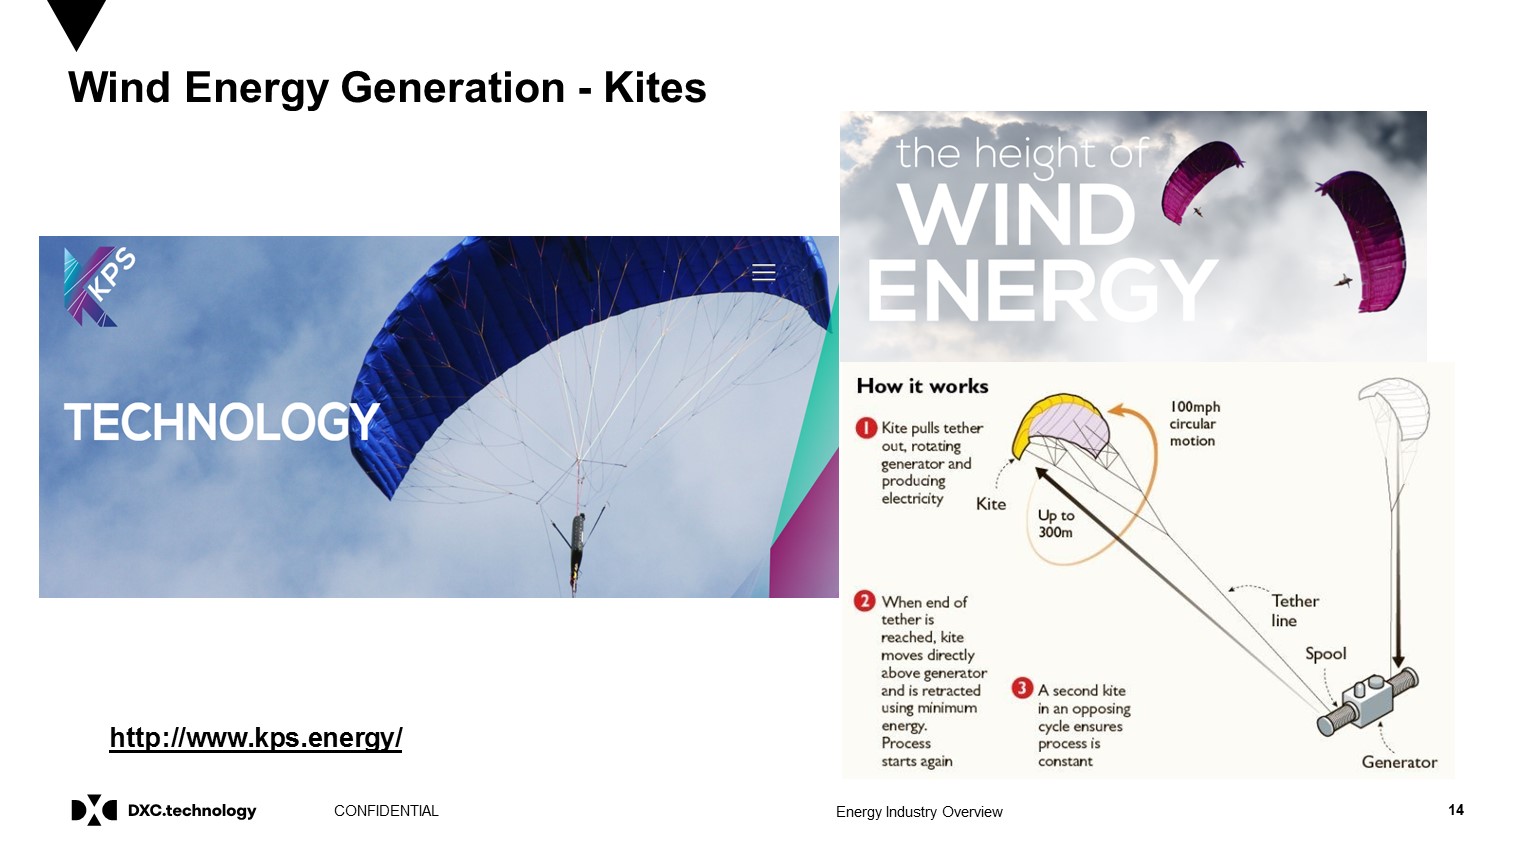 Wind Energy Generation - Kites
the height of
WIND
ENERGY
KPS
TECHNOLOGY
How it works
1 Kite pulls tether
out, rotating
generator and
producing
electricity
Kite
100mph
circular
motion
Up to
300m
2 When end of
tether is
reached, kite
moves directly
above generator
and is retracted
using minimum
energy.
Process
starts again
3 A second kite
in an opposing
cycle ensures
process is
constant
Tether
line
Spool
Generator
http://www.kps.energy/
DXC.technology
CONFIDENTIAL
Energy Industry Overview
14